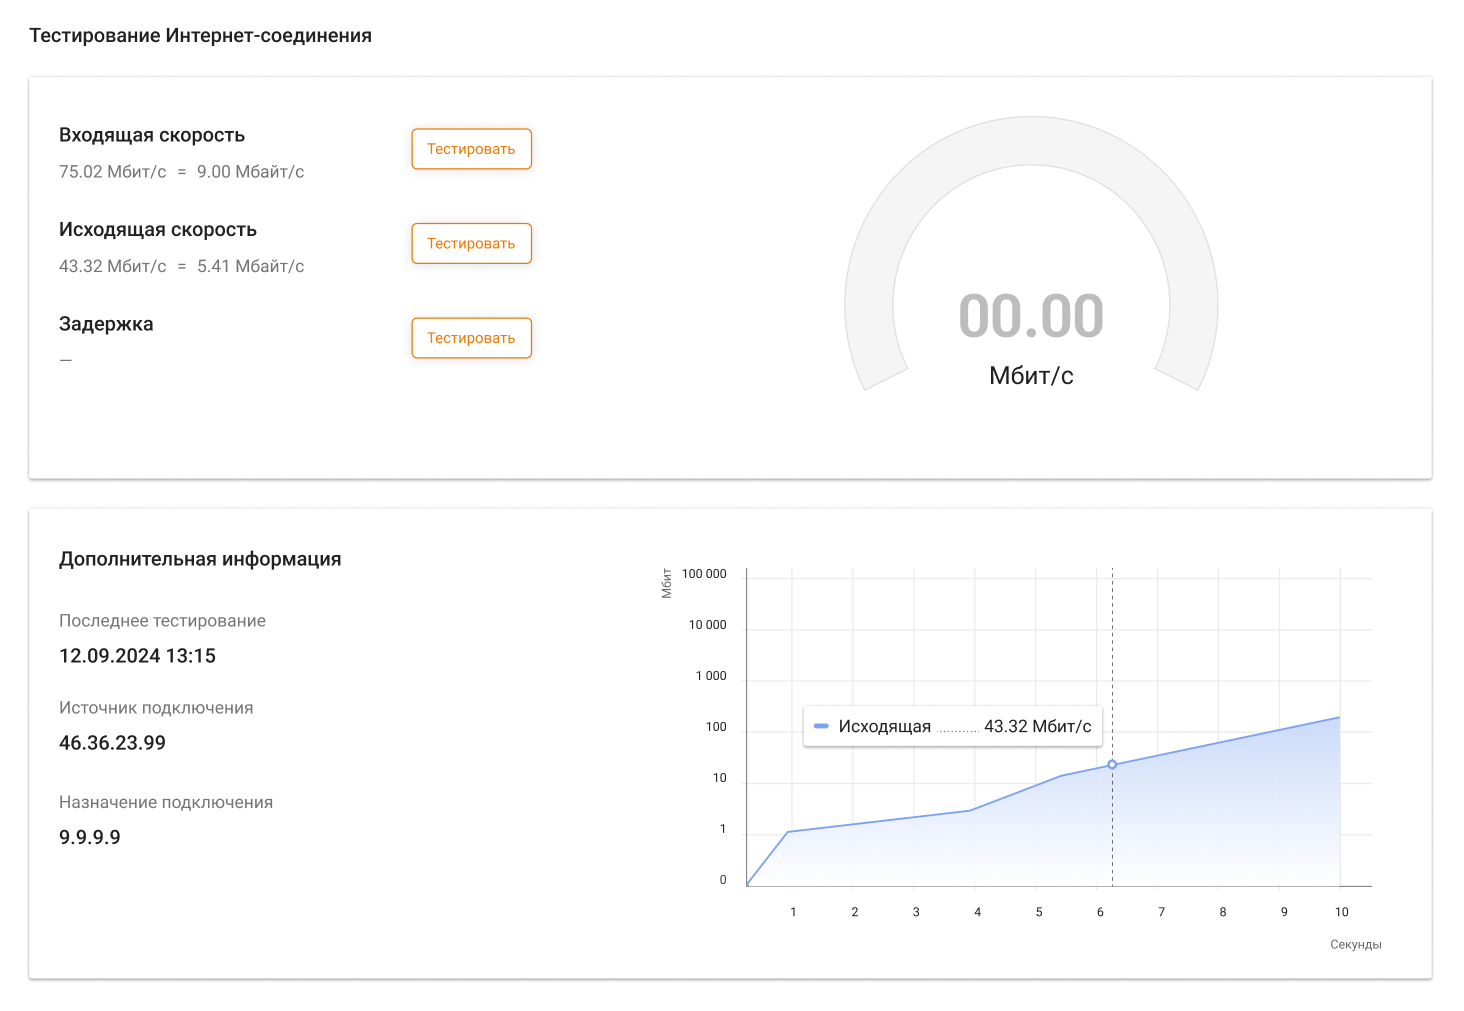 Тестирование Интернет-соединения
Входящая скорость
Тестировать
75.02 Мбит/с = 9.00 Мбайт/с
Исходящая скорость
Тестировать
43.32 Мбит/с = 5.41 Мбайт/с
Задержка
Тестировать
—
00.00
Мбит/с
Дополнительная информация
Последнее тестирование
12.09.2024 13:15
Источник подключения
46.36.23.99
Назначение подключения
9.9.9.9
Мбит
100 000
10 000
1 000
100
10
1
0
Исходящая ............ 43.32 Мбит/с
1 2 3 4 5 6 7 8 9 10
Секунды